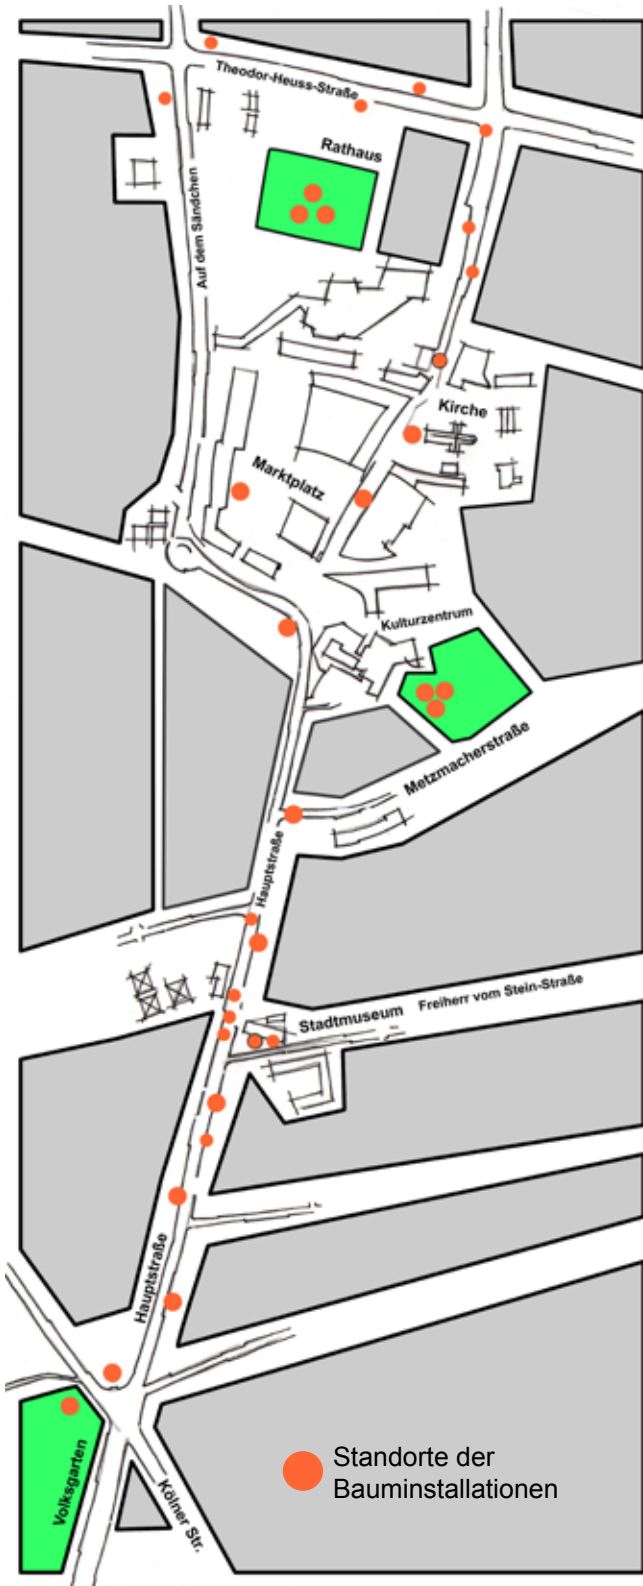 Theodor-Heuss-Straße
Rathaus
Auf dem Sändchen
Kirche
Marktplatz
Kulturzentrum
Metzmacherstraße
Hauptstraße
Stadtmuseum
Freiherr vom Stein-Straße
Hauptstraße
Volksgarten
Kölner Str.
Standorte der
Bauminstallationen